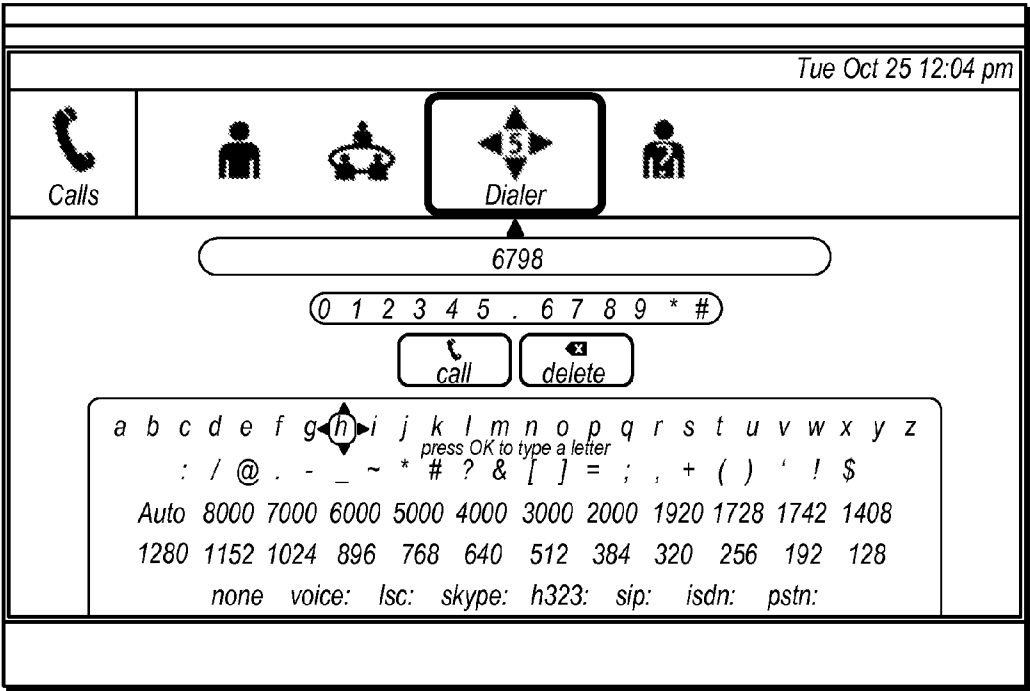 Tue Oct 25 12:04 pm
5
Calls Dialer ?
6798
0 1 2 3 4 5 . 6 7 8 9 * #
call delete
a b c d e f g h i j k l m n o p q r s t u v w x y z
press OK to type a letter
: / @ . - _ ~ * # ? & [ ] = ; , + ( ) ‘ ! $
Auto 8000 7000 6000 5000 4000 3000 2000 1920 1728 1742 1408
1280 1152 1024 896 768 640 512 384 320 256 192 128
none voice: lsc: skype: h323: sip: isdn: pstn: